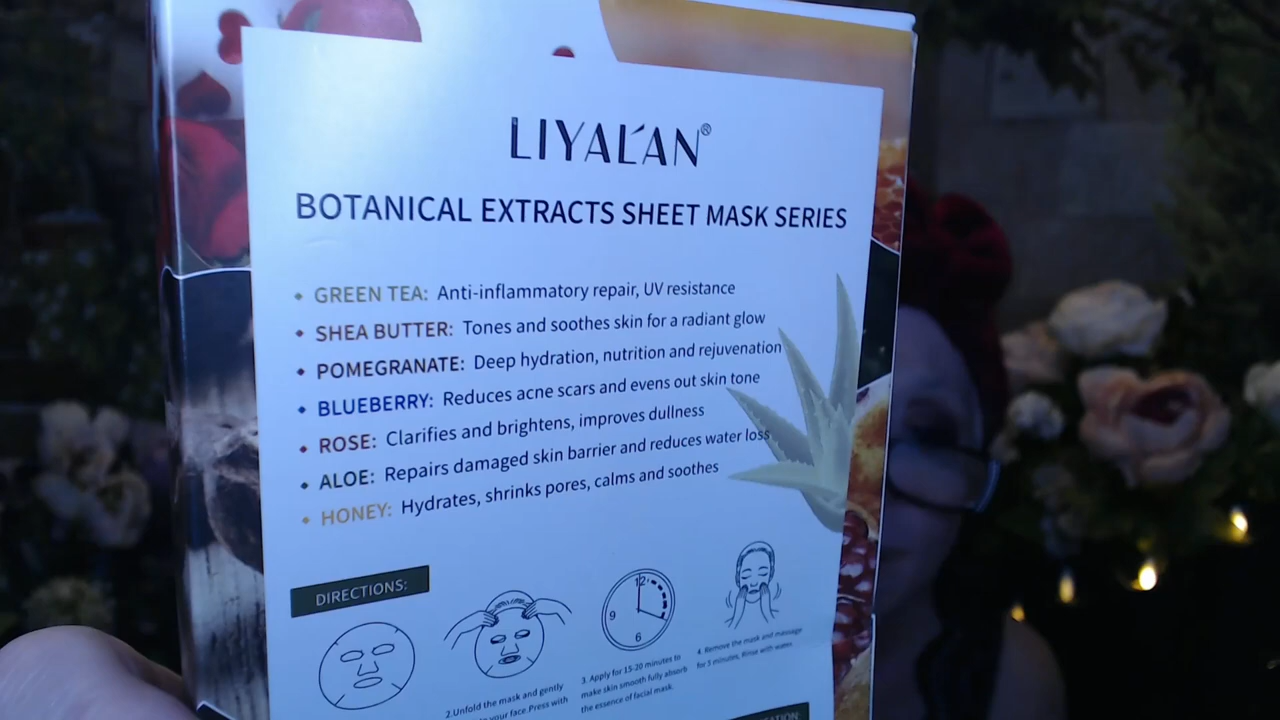 LIYAL'AN®
BOTANICAL EXTRACTS SHEET MASK SERIES
• GREEN TEA: Anti-inflammatory repair, UV resistance
• SHEA BUTTER: Tones and soothes skin for a radiant glow
• POMEGRANATE: Deep hydration, nutrition and rejuvenation
• BLUEBERRY: Reduces acne scars and evens out skin tone
• ROSE: Clarifies and brightens, improves dullness
• ALOE: Repairs damaged skin barrier and reduces water loss
• HONEY: Hydrates, shrinks pores, calms and soothes
DIRECTIONS:
12
9
6
2.Unfold the mask and gently
your face.Press with
3. Apply for 15-20 minutes to
make skin smooth fully absorb
the essence of facial mask.
4. Remove the mask and massage
for 5 minutes. Rinse with water.